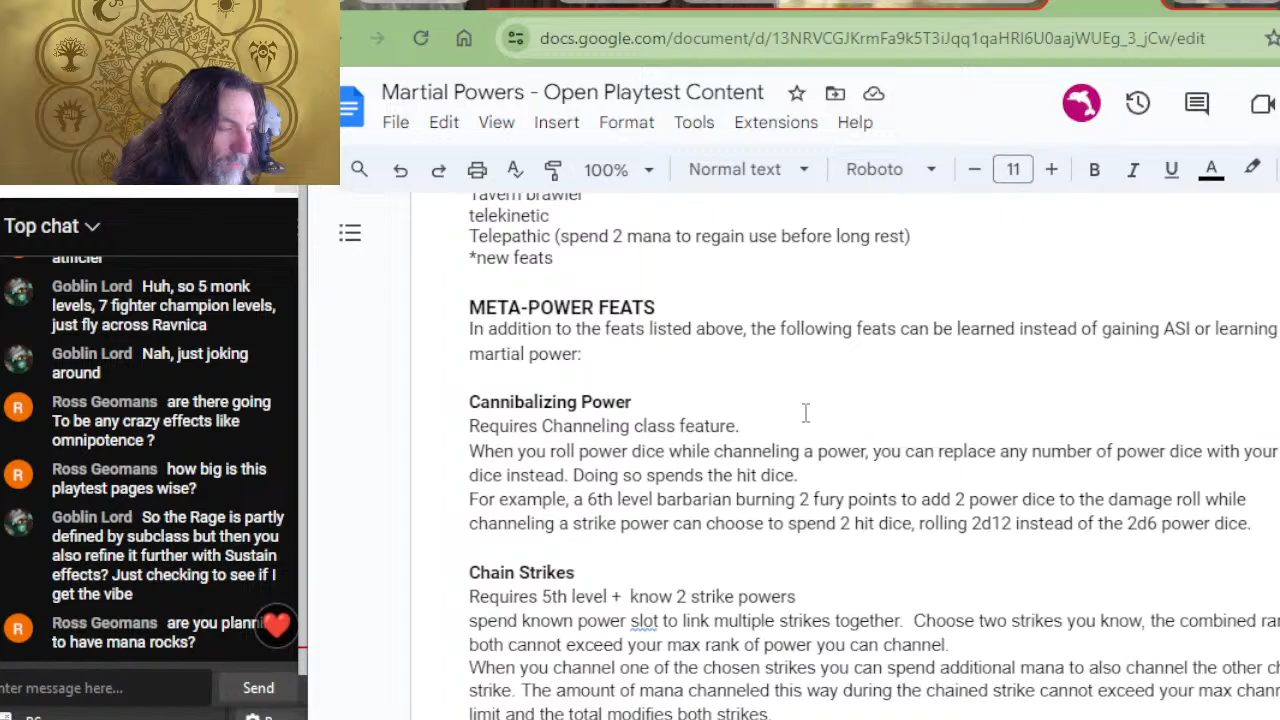 docs.google.com/document/d/13NRVCGJKrmFa9k5T3iJqq1qaHRl6U0aajWUEg_3_jCw/edit
Martial Powers - Open Playtest Content
File Edit View Insert Format Tools Extensions Help
100% Normal text Roboto 11 B I U A
Top chat
artificer
Goblin Lord Huh, so 5 monk
levels, 7 fighter champion levels,
just fly across Ravnica
Goblin Lord Nah, just joking
around
Ross Geomans are there going
To be any crazy effects like
omnipotence ?
Ross Geomans how big is this
playtest pages wise?
Goblin Lord So the Rage is partly
defined by subclass but then you
also refine it further with Sustain
effects? Just checking to see if I
get the vibe
Ross Geomans are you
to have mana rocks?
nter message here...
Send
Tavern brawler
telekinetic
Telepathic (spend 2 mana to regain use before long rest)
*new feats
META-POWER FEATS
In addition to the feats listed above, the following feats can be learned instead of gaining ASI or learning
martial power:
Cannibalizing Power
Requires Channeling class feature.
When you roll power dice while channeling a power, you can replace any number of power dice with your
dice instead. Doing so spends the hit dice.
For example, a 6th level barbarian burning 2 fury points to add 2 power dice to the damage roll while
channeling a strike power can choose to spend 2 hit dice, rolling 2d12 instead of the 2d6 power dice.
Chain Strikes
Requires 5th level + know 2 strike powers
spend known power slot to link multiple strikes together. Choose two strikes you know, the combined
both cannot exceed your max rank of power you can channel.
When you channel one of the chosen strikes you can spend additional mana to also channel the other
strike. The amount of mana channeled this way during the chained strike cannot exceed your max
limit and the total modifies both strikes.